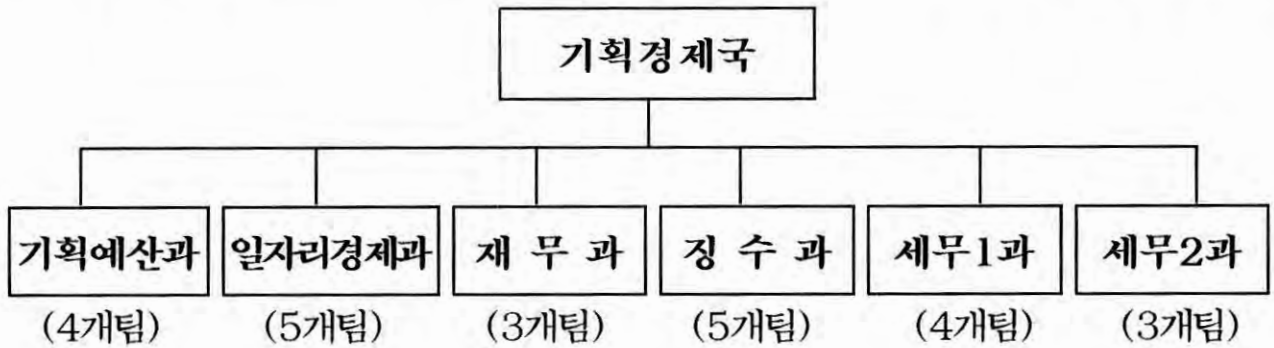 기획경제국
기획예산과 일자리경제과 재 무 과 징 수 과 세무1과 세무2과
(4개팀) (5개팀) (3개팀) (5개팀) (4개팀) (3개팀)